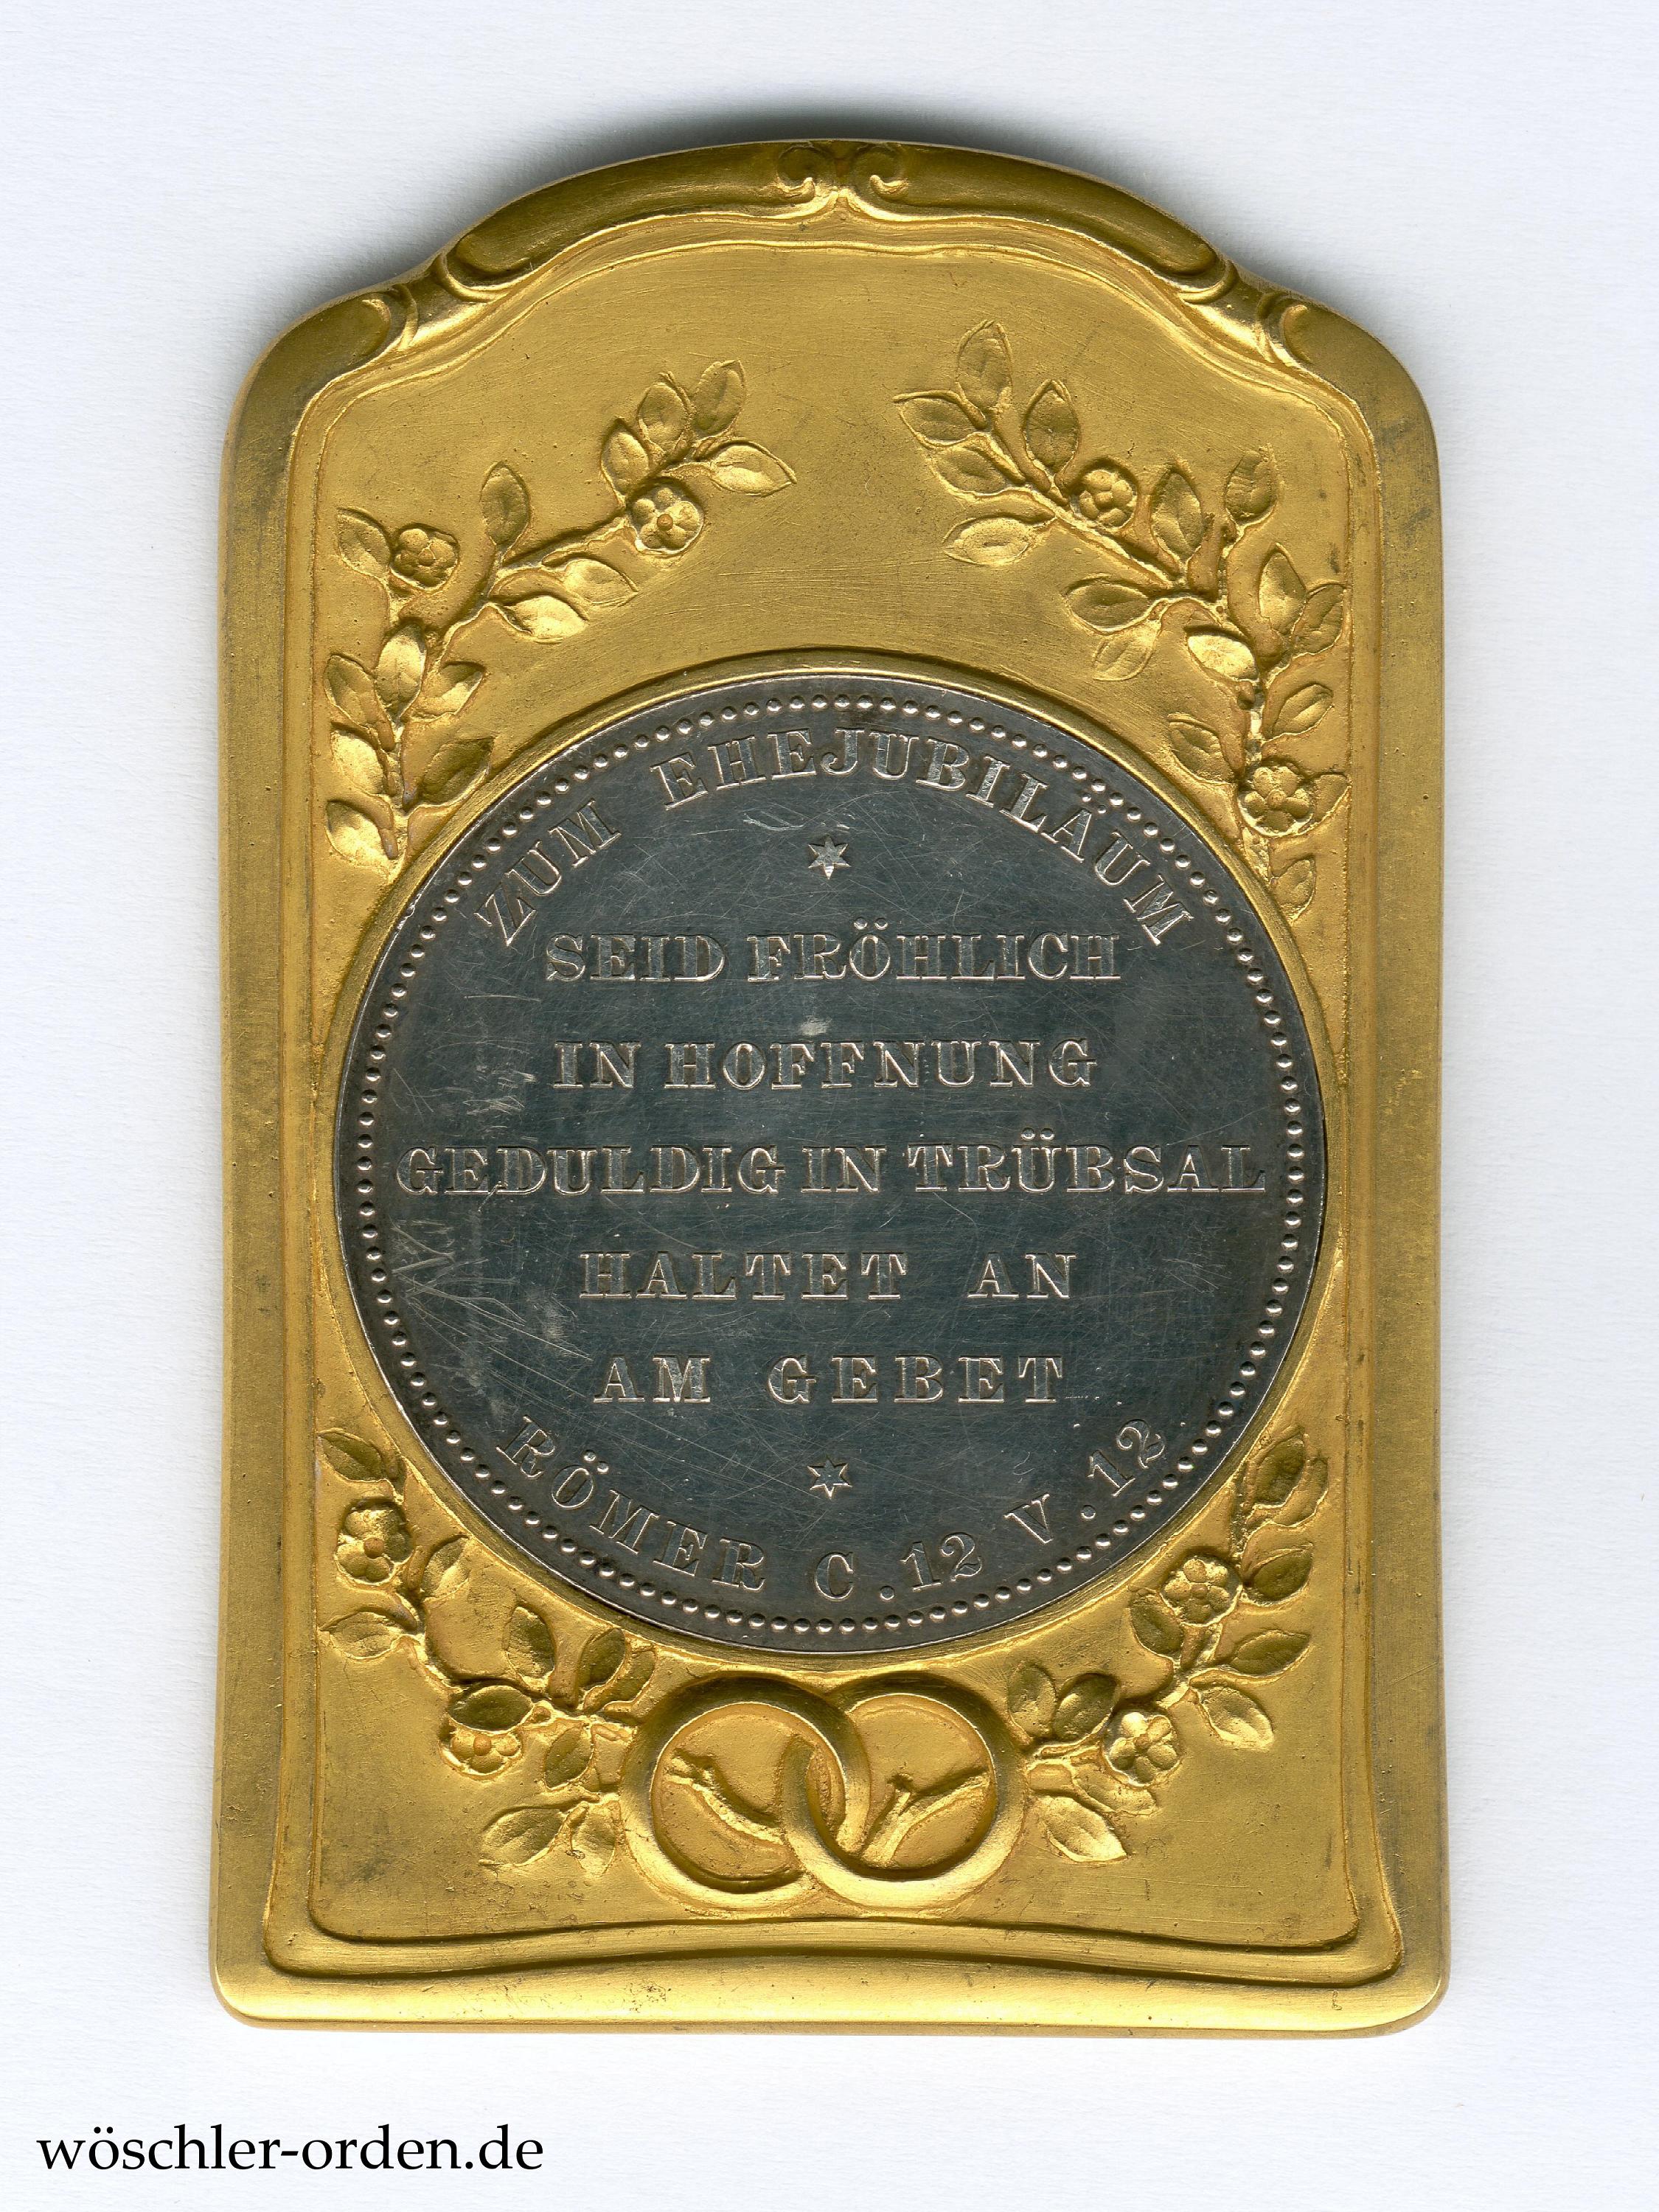 ZUM EHEJUBILÄUM
SEID FRÖHLICH
IN HOFFNUNG
GEDULDIG IN TRÜBSAL
HALTET AN
AM GEBET
RÖMER C. 12 V. 12
wöschler-orden.de